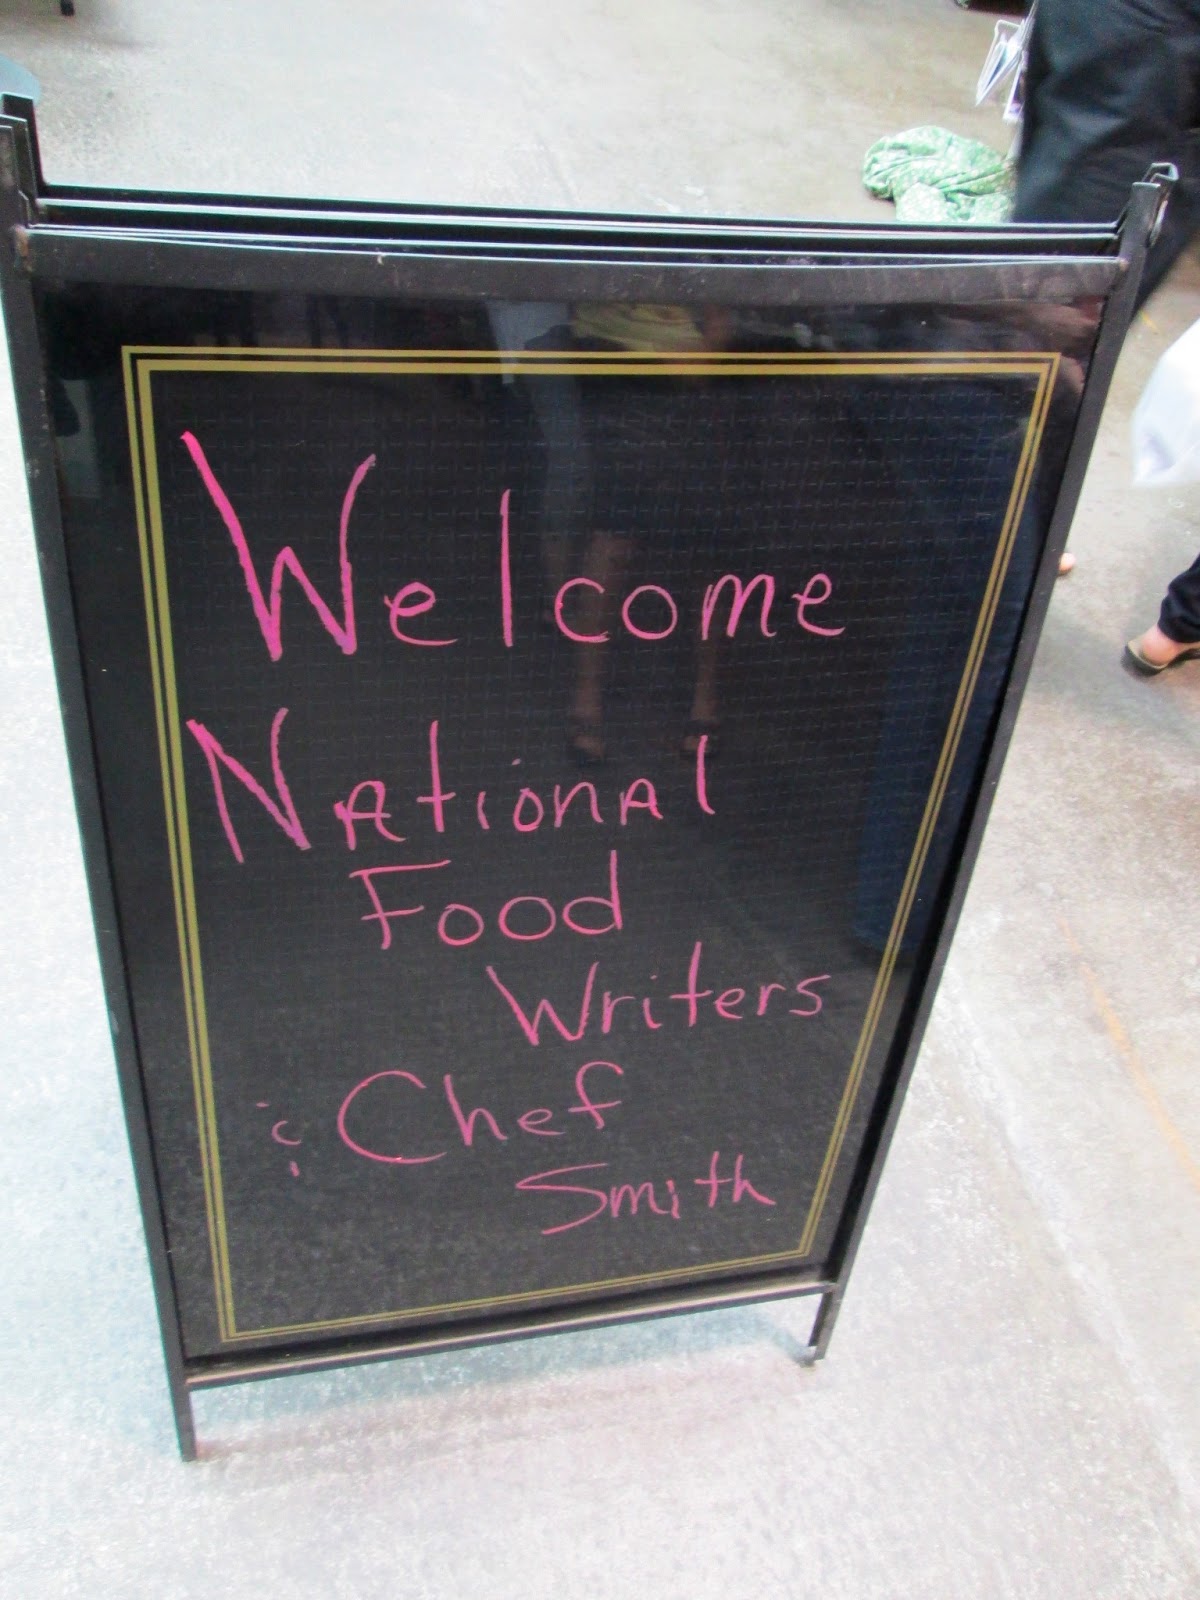 Welcome
National
Food
Writers
& Chef
Smith